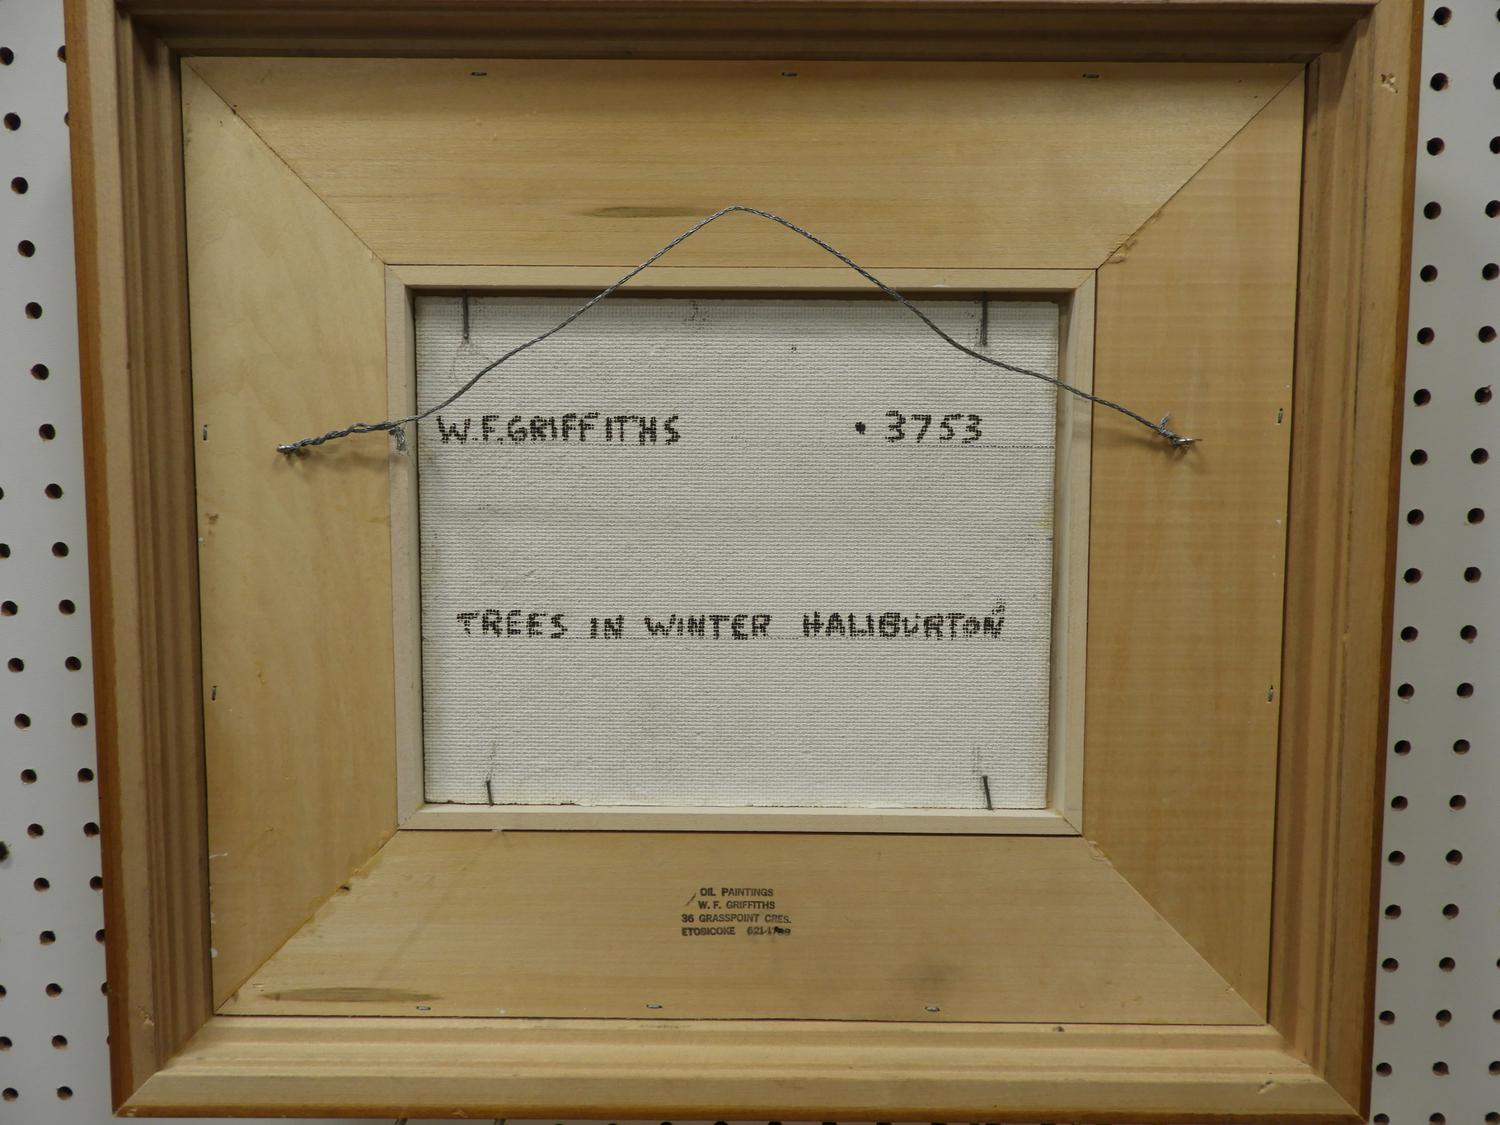 W.F.GRIFFITHS • 3753
TREES IN WINTER HALIBURTON
OIL PAINTINGS
W. F. GRIFFITHS
36 GRASSPOINT CRES.
ETOBICOKE